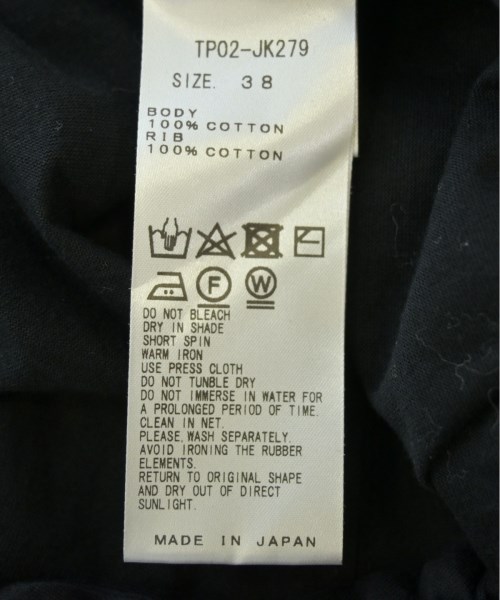 TP02-JK279
SIZE. 38
BODY
100% COTTON
RIB
100% COTTON
F W
DO NOT BLEACH
DRY IN SHADE
SHORT SPIN
WARM IRON
USE PRESS CLOTH
DO NOT TUNBLE DRY
DO NOT IMMERSE IN WATER FOR
A PROLONGED PERIOD OF TIME.
CLEAN IN NET.
PLEASE, WASH SEPARATELY.
AVOID IRONING THE RUBBER
ELEMENTS.
RETURN TO ORIGINAL SHAPE
AND DRY OUT OF DIRECT
SUNLIGHT.
MADE IN JAPAN